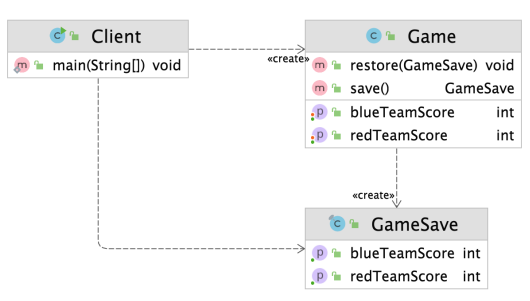 Client
main(String[]) void
«create»
Game
restore(GameSave) void
save() GameSave
blueTeamScore int
redTeamScore int
«create»
GameSave
blueTeamScore int
redTeamScore int